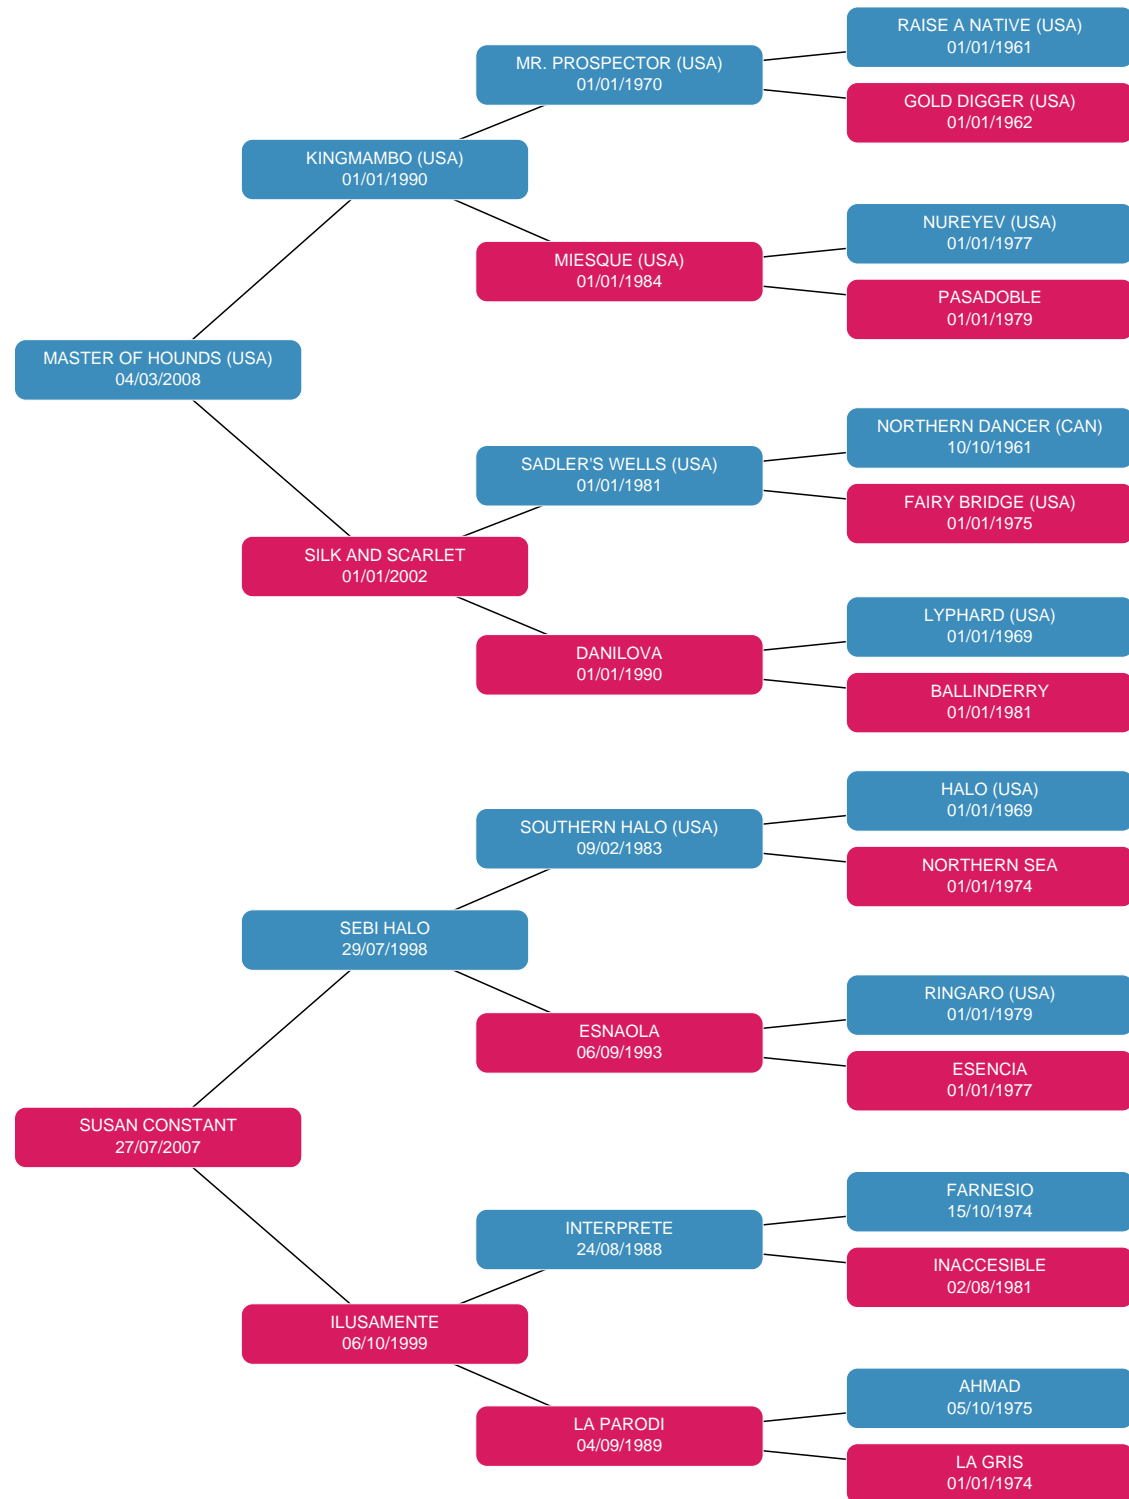 RAISE A NATIVE (USA)
01/01/1961
MR. PROSPECTOR (USA)
01/01/1970
GOLD DIGGER (USA)
01/01/1962
KINGMAMBO (USA)
01/01/1990
NUREYEV (USA)
01/01/1977
MIESQUE (USA)
01/01/1984
PASADOBLE
01/01/1979
MASTER OF HOUNDS (USA)
04/03/2008
NORTHERN DANCER (CAN)
10/10/1961
SADLER'S WELLS (USA)
01/01/1981
FAIRY BRIDGE (USA)
01/01/1975
SILK AND SCARLET
01/01/2002
LYPHARD (USA)
01/01/1969
DANILOVA
01/01/1990
BALLINDERRY
01/01/1981
HALO (USA)
01/01/1969
SOUTHERN HALO (USA)
09/02/1983
NORTHERN SEA
01/01/1974
SEBI HALO
29/07/1998
RINGARO (USA)
01/01/1979
ESNAOLA
06/09/1993
ESENCIA
01/01/1977
SUSAN CONSTANT
27/07/2007
FARNESIO
15/10/1974
INTERPRETE
24/08/1988
INACCESIBLE
02/08/1981
ILUSAMENTE
06/10/1999
AHMAD
05/10/1975
LA PARODI
04/09/1989
LA GRIS
01/01/1974